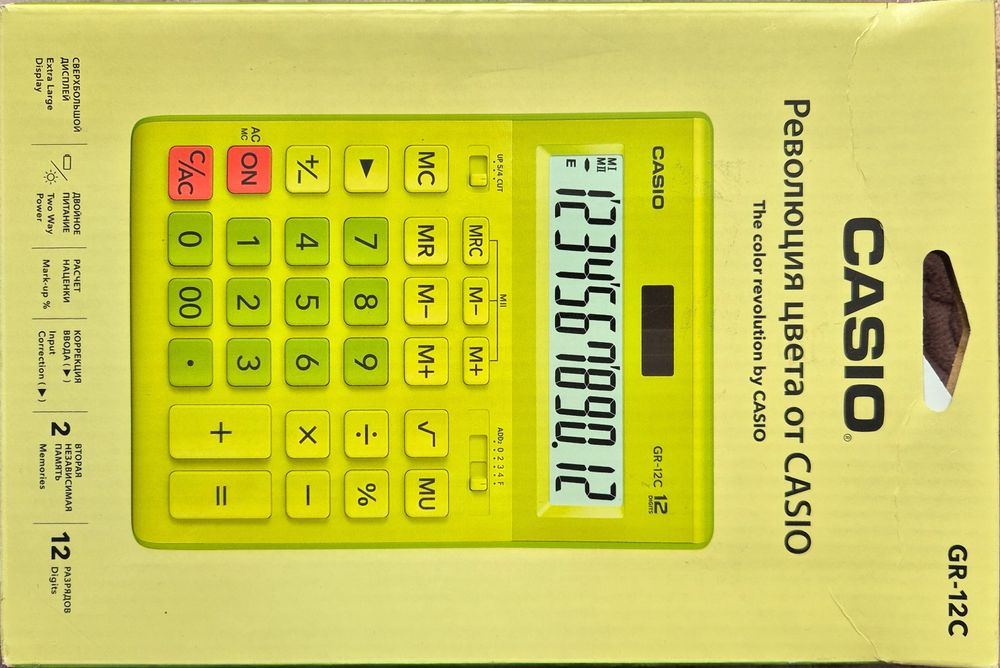 GR-12C
CASIO®
Революция цвета от CASIO
The color revolution by CASIO
CASIO
GR-12C 12
DIGITS
MI
MII
E
1234567890.12
UP 5/4 CUT
MRC M− M+
MII
ADD₂ 0 2 3 4 F
MC MR M− M+ √ MU
▶ 7 8 9 ÷ %
+/− 4 5 6 × −
AC
MC
ON 1 2 3 + =
C/AC 0 00 •
СВЕРХБОЛЬШОЙ
ДИСПЛЕЙ
Extra Large
Display
ДВОЙНОЕ
ПИТАНИЕ
Two Way
Power
РАСЧЕТ
НАЦЕНКИ
Mark-up %
КОРРЕКЦИЯ
ВВОДА (▶)
Input
Correction (▶)
2 ВТОРАЯ
НЕЗАВИСИМАЯ
ПАМЯТЬ
Memories
12 РАЗРЯДОВ
Digits